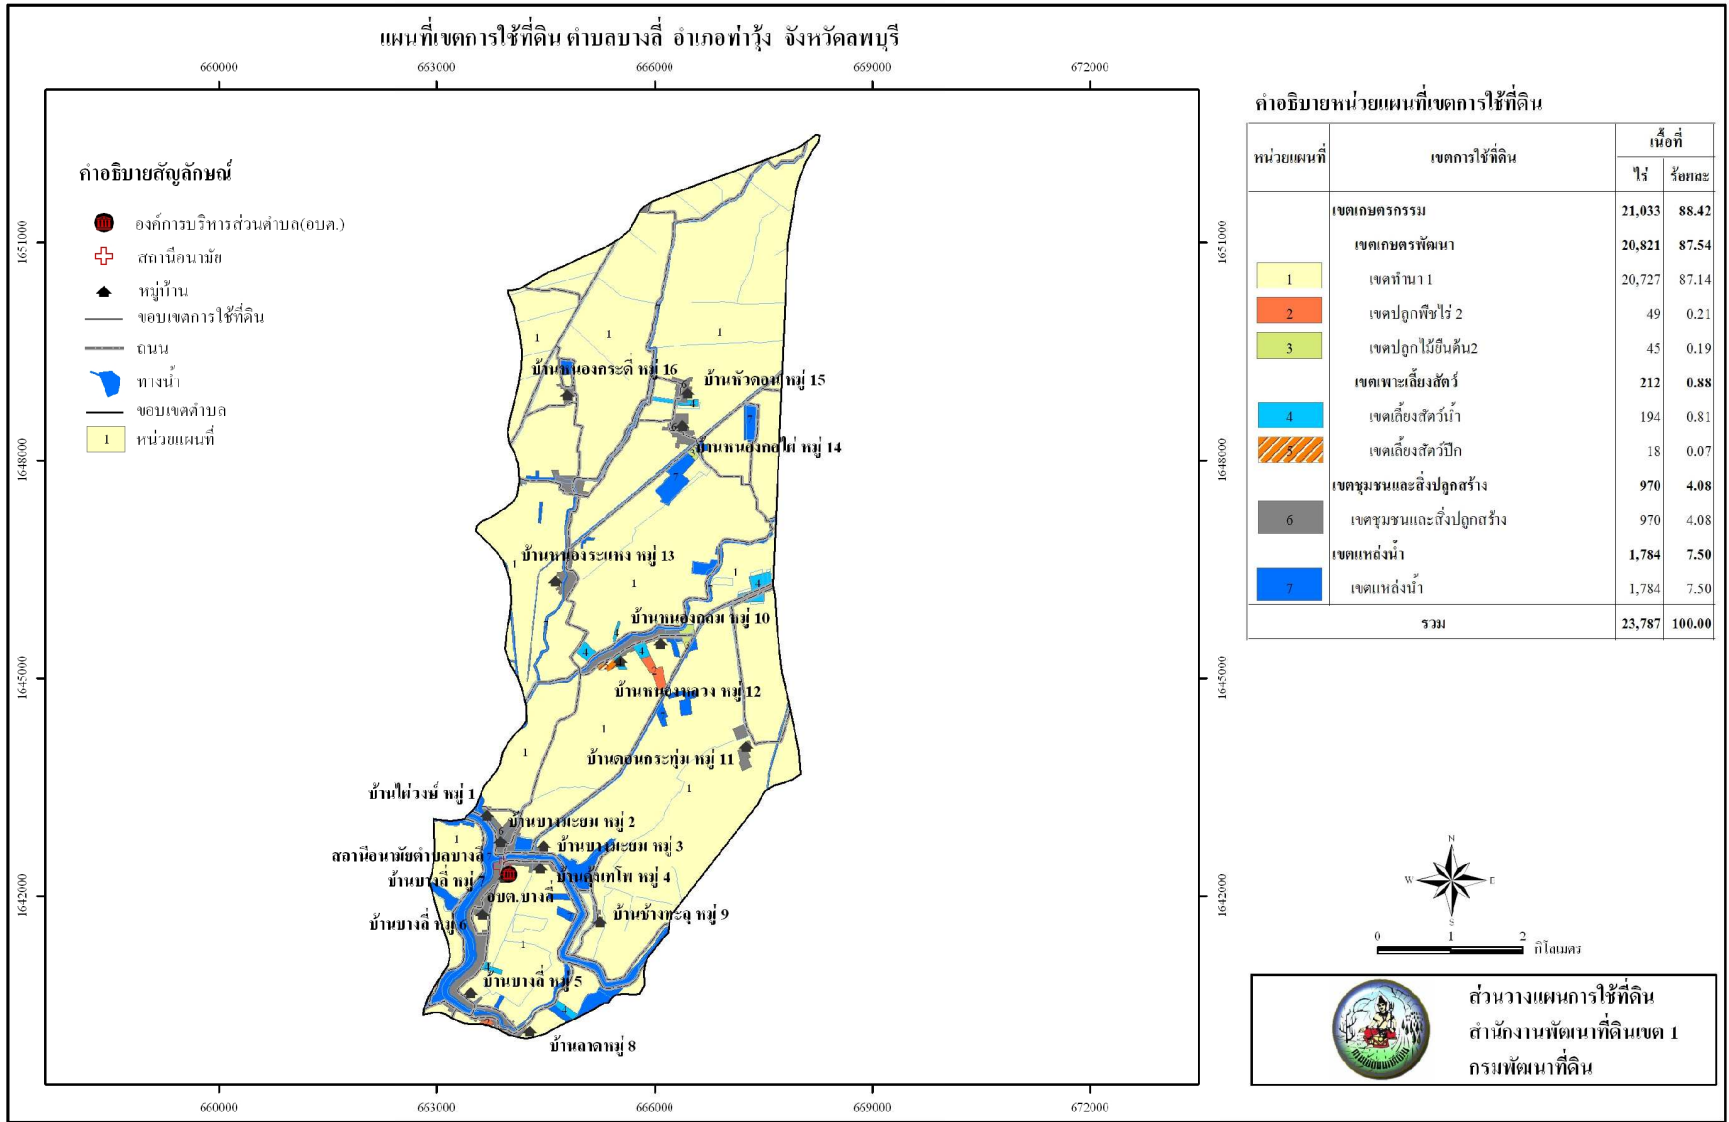 แผนที่เขตการใช้ที่ดิน ตำบลบางลี่ อำเภอท่าวุ้ง จังหวัดลพบุรี
660000 663000 666000 669000 672000
คำอธิบายสัญลักษณ์
องค์การบริหารส่วนตำบล(อบต.)
สถานีอนามัย
หมู่บ้าน
ขอบเขตการใช้ที่ดิน
ถนน
ทางน้ำ
ขอบเขตตำบล
1 หน่วยแผนที่
1651000
1648000
1645000
1642000
1651000
1648000
1645000
1642000
บ้านหนองกระดี่ หมู่ 16
บ้านหัวดอน หมู่ 15
บ้านหนองกอไผ่ หมู่ 14
บ้านหนองระแหง หมู่ 13
บ้านหนองกลม หมู่ 10
บ้านหนองหลวง หมู่ 12
บ้านดอนกระทุ่ม หมู่ 11
บ้านไผ่วงษ์ หมู่ 1
บ้านบางมะยม หมู่ 2
บ้านบางมะยม หมู่ 3
สถานีอนามัยตำบลบางลี่
บ้านคุ้งเทโพ หมู่ 4
บ้านบางลี่ หมู่ 7
อบต.บางลี่
บ้านช้างทะลุ หมู่ 9
บ้านบางลี่ หมู่ 6
บ้านบางลี่ หมู่ 5
บ้านลาดหมู่ 8
660000 663000 666000 669000 672000
คำอธิบายหน่วยแผนที่เขตการใช้ที่ดิน
หน่วยแผนที่ เขตการใช้ที่ดิน เนื้อที่
ไร่ ร้อยละ
เขตเกษตรกรรม 21,033 88.42
เขตเกษตรพัฒนา 20,821 87.54
1 เขตทำนา 1 20,727 87.14
2 เขตปลูกพืชไร่ 2 49 0.21
3 เขตปลูกไม้ยืนต้น2 45 0.19
เขตเพาะเลี้ยงสัตว์ 212 0.88
4 เขตเลี้ยงสัตว์น้ำ 194 0.81
5 เขตเลี้ยงสัตว์ปีก 18 0.07
เขตชุมชนและสิ่งปลูกสร้าง 970 4.08
6 เขตชุมชนและสิ่งปลูกสร้าง 970 4.08
เขตแหล่งน้ำ 1,784 7.50
7 เขตแหล่งน้ำ 1,784 7.50
รวม 23,787 100.00
N
W E
S
0 1 2
กิโลเมตร
ส่วนวางแผนการใช้ที่ดิน
สำนักงานพัฒนาที่ดินเขต 1
กรมพัฒนาที่ดิน